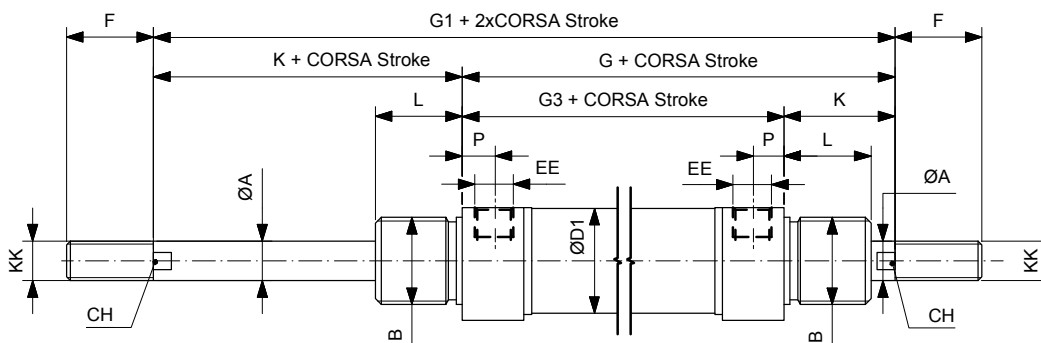 F
G1 + 2xCORSA Stroke
F
K + CORSA Stroke
G + CORSA Stroke
L
G3 + CORSA Stroke
K
P
P
L
EE
EE
ØA
ØA
KK
ØD1
KK
CH
B
B
CH